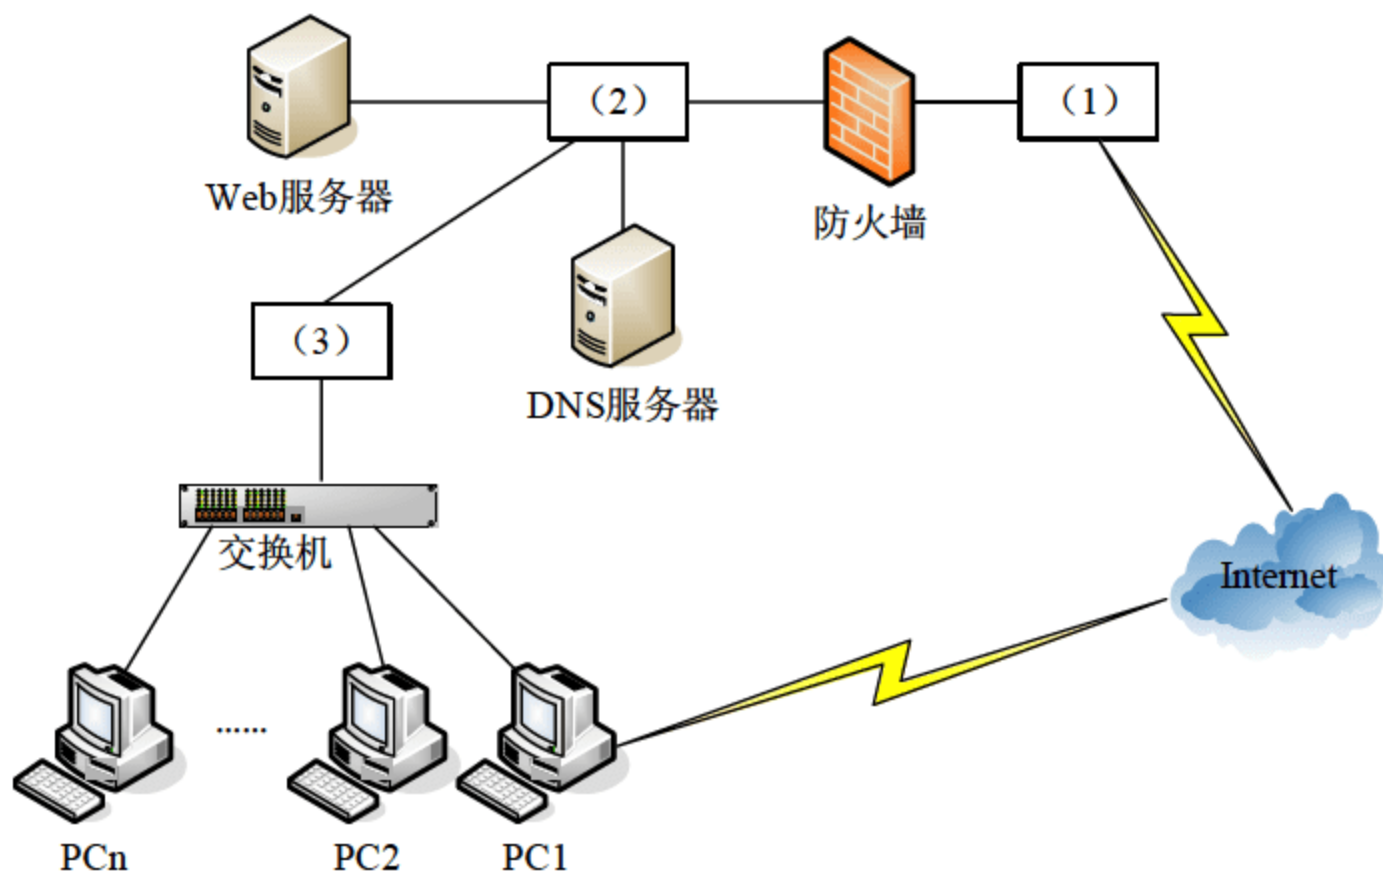 （2）
（1）
Web服务器
防火墙
（3）
DNS服务器
交换机
Internet
......
PCn
PC2
PC1